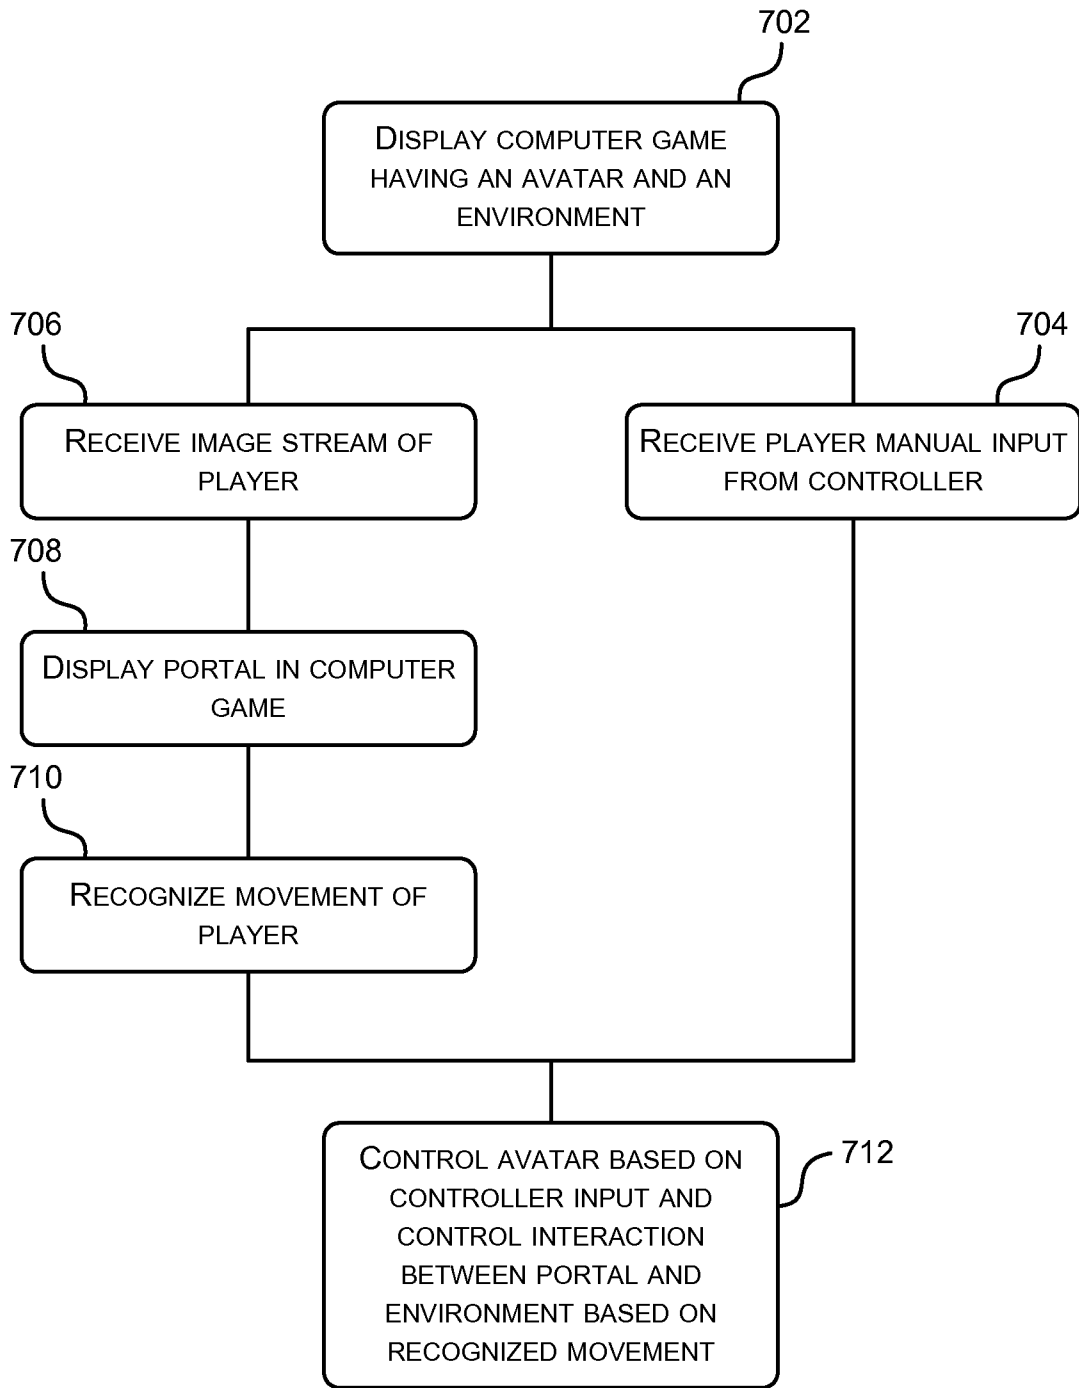 702
DISPLAY COMPUTER GAME
HAVING AN AVATAR AND AN
ENVIRONMENT
706
704
RECEIVE IMAGE STREAM OF
PLAYER
RECEIVE PLAYER MANUAL INPUT
FROM CONTROLLER
708
DISPLAY PORTAL IN COMPUTER
GAME
710
RECOGNIZE MOVEMENT OF
PLAYER
712
CONTROL AVATAR BASED ON
CONTROLLER INPUT AND
CONTROL INTERACTION
BETWEEN PORTAL AND
ENVIRONMENT BASED ON
RECOGNIZED MOVEMENT